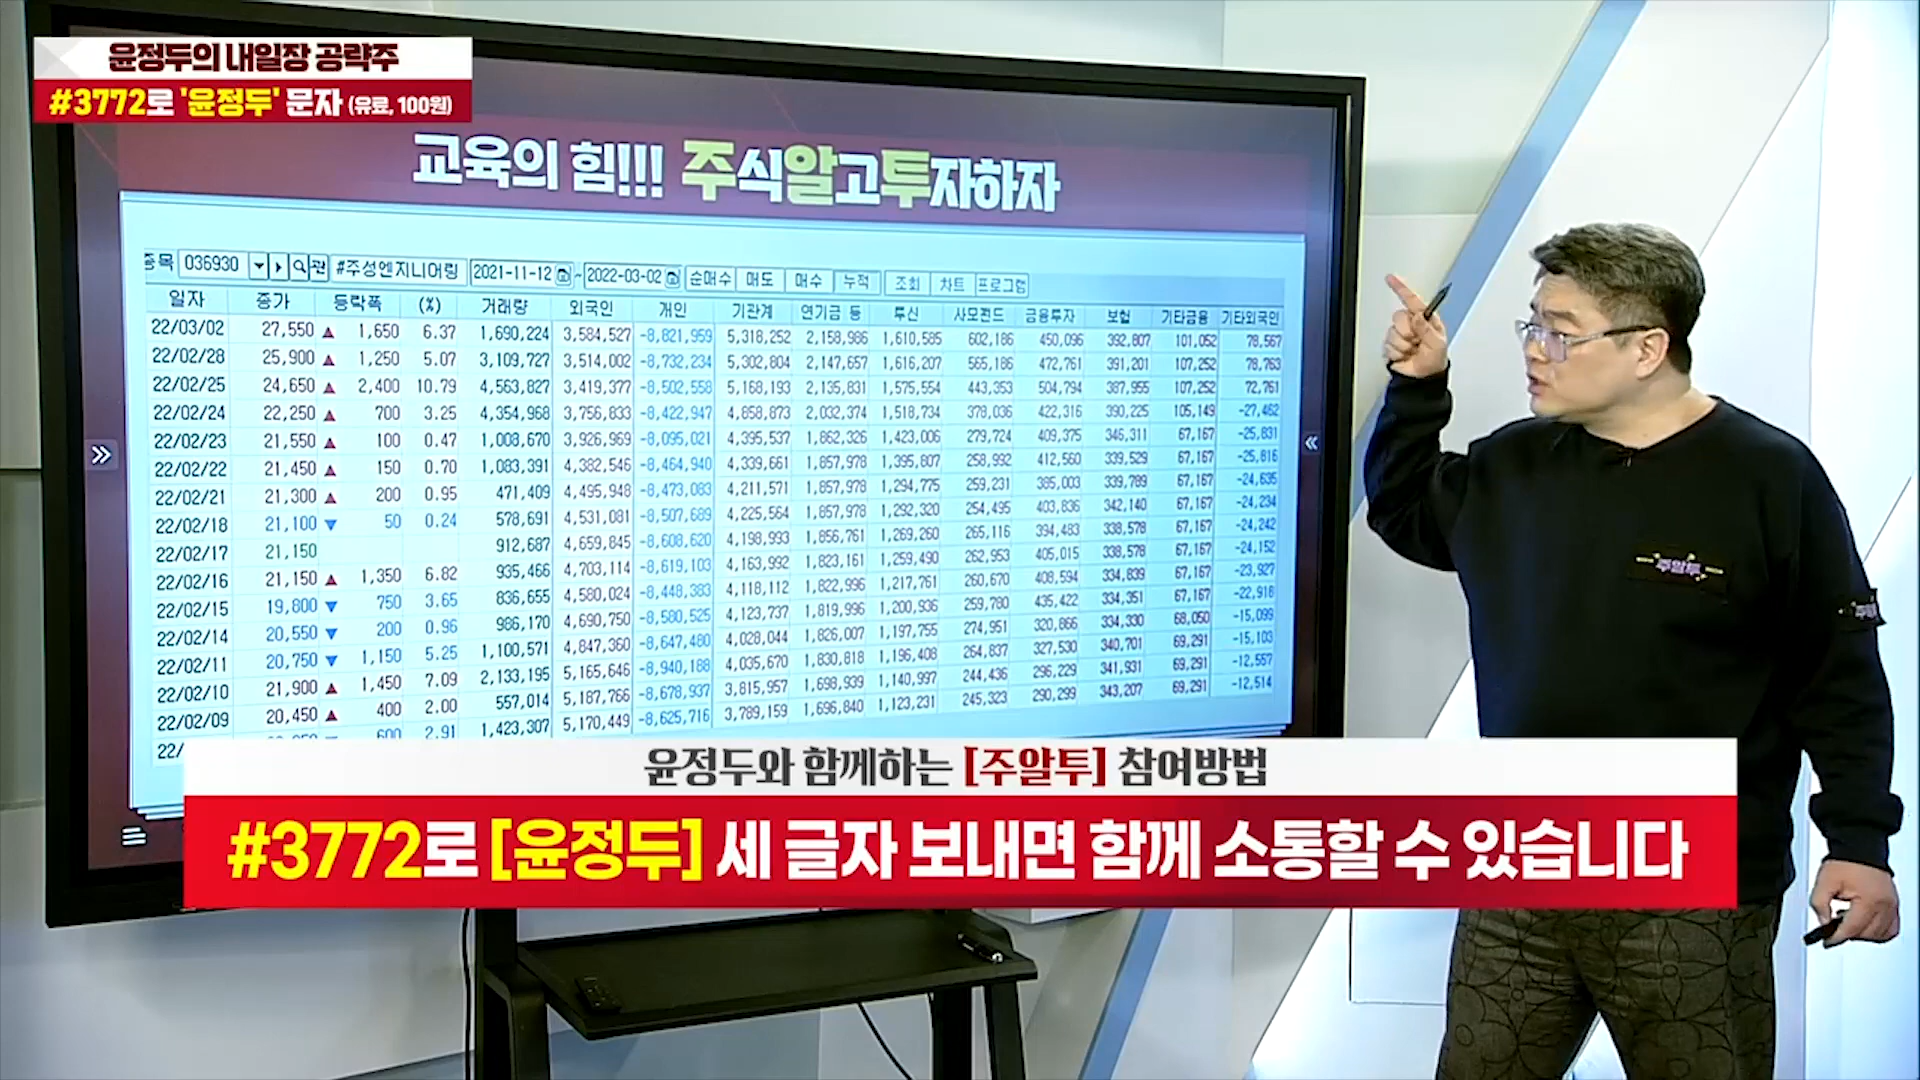 윤정두의 내일장 공략주
#3772로 '윤정두' 문자 (유료, 100원)
교육의 힘!!! 주식알고투자하자
종목 036930 관 #주성엔지니어링 2021-11-12 ~ 2022-03-02 순매수 매도 매수 누적 조회 차트 프로그램
일자 종가 등락폭 (%) 거래량 외국인 개인 기관계 연기금 등 투신 사모펀드 금융투자 보험 기타금융 기타외국인
22/03/02 27,550 ▲ 1,650 6.37 1,690,224 3,584,527 -8,821,959 5,318,252 2,158,986 1,610,585 602,186 450,096 392,807 101,052 78,567
22/02/28 25,900 ▲ 1,250 5.07 3,109,727 3,514,002 -8,732,234 5,302,804 2,147,657 1,616,207 565,186 472,761 391,201 107,252 78,763
22/02/25 24,650 ▲ 2,400 10.79 4,563,827 3,419,377 -8,502,558 5,168,193 2,135,831 1,575,554 443,353 504,794 387,955 107,252 72,761
22/02/24 22,250 ▲ 700 3.25 4,354,968 3,756,833 -8,422,947 4,858,873 2,032,374 1,518,734 378,036 422,316 390,225 105,149 -27,462
22/02/23 21,550 ▲ 100 0.47 1,008,670 3,926,969 -8,095,021 4,395,537 1,862,326 1,423,006 279,724 409,375 346,311 67,167 -25,831
22/02/22 21,450 ▲ 150 0.70 1,083,391 4,382,546 -8,464,940 4,339,661 1,857,978 1,395,807 258,992 412,560 339,529 67,167 -25,816
22/02/21 21,300 ▲ 200 0.95 471,409 4,495,948 -8,473,083 4,211,571 1,857,978 1,294,775 259,231 385,003 339,789 67,167 -24,635
22/02/18 21,100 ▼ 50 0.24 578,691 4,531,081 -8,507,689 4,225,564 1,857,978 1,292,320 254,495 403,836 342,140 67,167 -24,234
22/02/17 21,150 912,687 4,659,845 -8,608,620 4,198,993 1,856,761 1,269,260 265,116 394,483 338,578 67,167 -24,242
22/02/16 21,150 ▲ 1,350 6.82 935,466 4,703,114 -8,619,103 4,163,992 1,823,161 1,259,490 262,953 405,015 338,578 67,167 -24,152
22/02/15 19,800 ▼ 750 3.65 836,655 4,580,024 -8,448,383 4,118,112 1,822,996 1,217,761 260,670 408,594 334,839 67,167 -23,927
22/02/14 20,550 ▼ 200 0.96 986,170 4,690,750 -8,580,525 4,123,737 1,819,996 1,200,936 259,780 435,422 334,351 67,167 -22,918
22/02/11 20,750 ▼ 1,150 5.25 1,100,571 4,847,360 -8,647,480 4,028,044 1,826,007 1,197,755 274,951 320,866 334,330 68,050 -15,099
22/02/10 21,900 ▲ 1,450 7.09 2,133,195 5,165,646 -8,940,188 4,035,670 1,830,818 1,196,408 264,837 327,530 340,701 69,291 -15,103
22/02/09 20,450 ▲ 400 2.00 557,014 5,187,766 -8,678,937 3,815,957 1,698,939 1,140,997 244,436 296,229 341,931 69,291 -12,557
22/ 600 2.91 1,423,307 5,170,449 -8,625,716 3,789,159 1,696,840 1,123,231 245,323 290,299 343,207 69,291 -12,514
주알투
윤정두와 함께하는 [주알투] 참여방법
#3772로 [윤정두] 세 글자 보내면 함께 소통할 수 있습니다